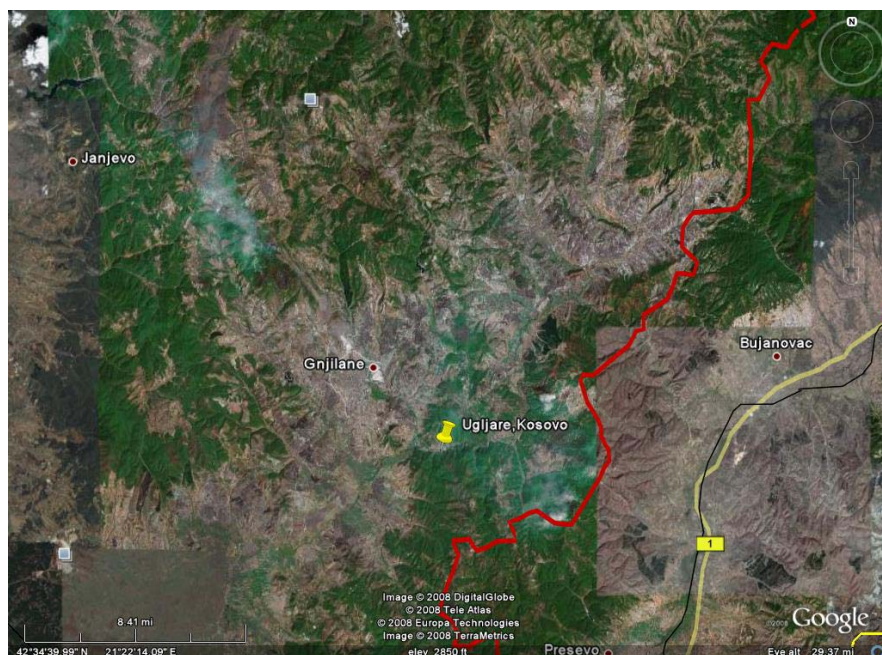 N
Janjevo
Bujanovac
Gnjilane
Ugljare,Kosovo
1
Image © 2008 DigitalGlobe
© 2008 Tele Atlas
© 2008 Europa Technologies
Image © 2008 TerraMetrics
8.41 mi
©2008 Google
42°34'39.99" N 21°22'14.09" E
elev 2850 ft
Presevo
Eye alt 29.37 mi